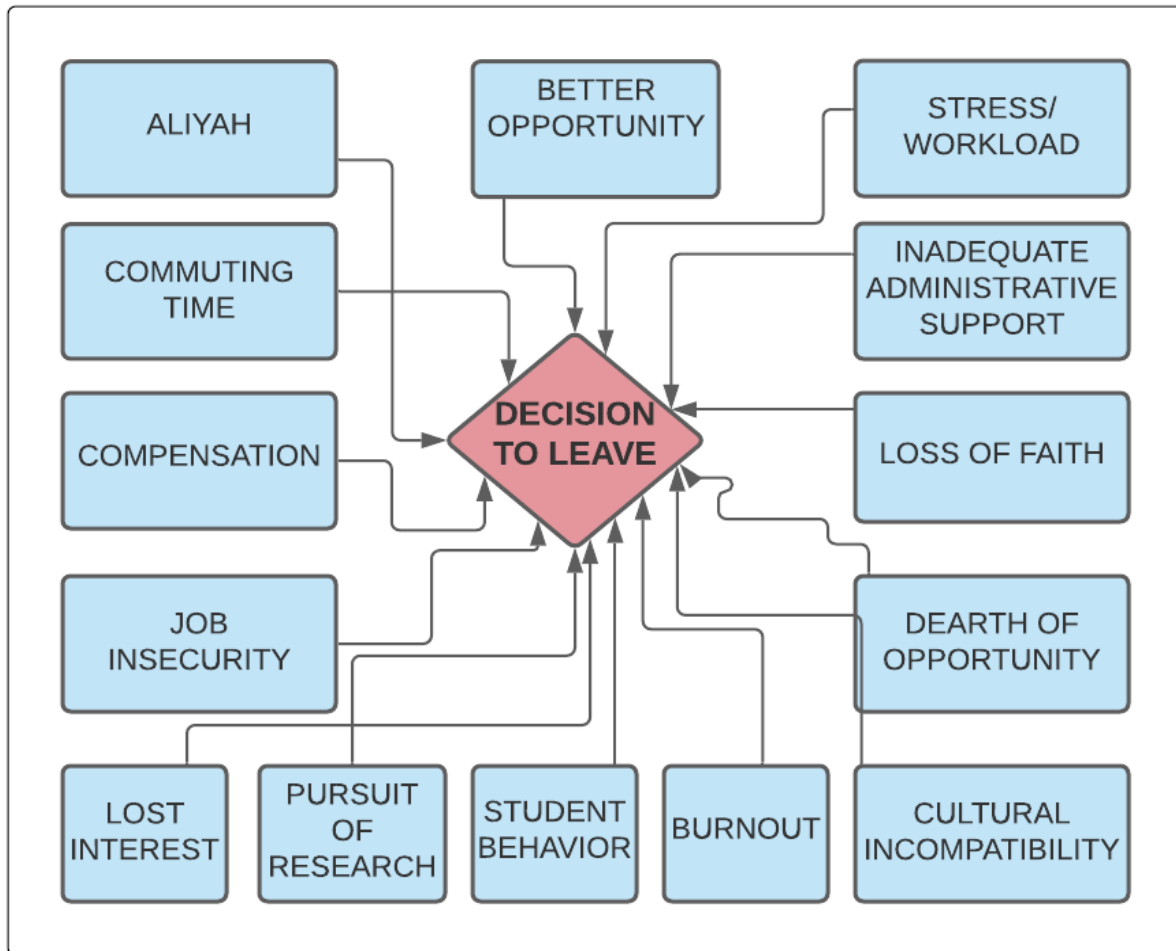 ALIYAH
BETTER
OPPORTUNITY
STRESS/
WORKLOAD
COMMUTING
TIME
INADEQUATE
ADMINISTRATIVE
SUPPORT
DECISION
TO LEAVE
COMPENSATION
LOSS OF FAITH
JOB
INSECURITY
DEARTH OF
OPPORTUNITY
LOST
INTEREST
PURSUIT
OF
RESEARCH
STUDENT
BEHAVIOR
BURNOUT
CULTURAL
INCOMPATIBILITY